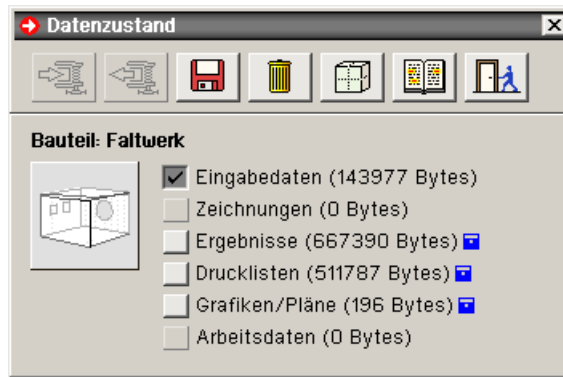 Datenzustand
Bauteil: Faltwerk
Eingabedaten (143977 Bytes)
Zeichnungen (0 Bytes)
Ergebnisse (667390 Bytes)
Drucklisten (511787 Bytes)
Grafiken/Pläne (196 Bytes)
Arbeitsdaten (0 Bytes)